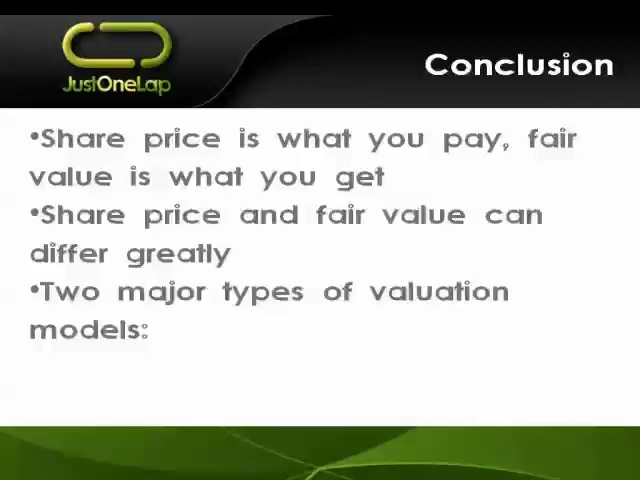 JustOneLap
Conclusion
•Share price is what you pay, fair
value is what you get
•Share price and fair value can
differ greatly
•Two major types of valuation
models: